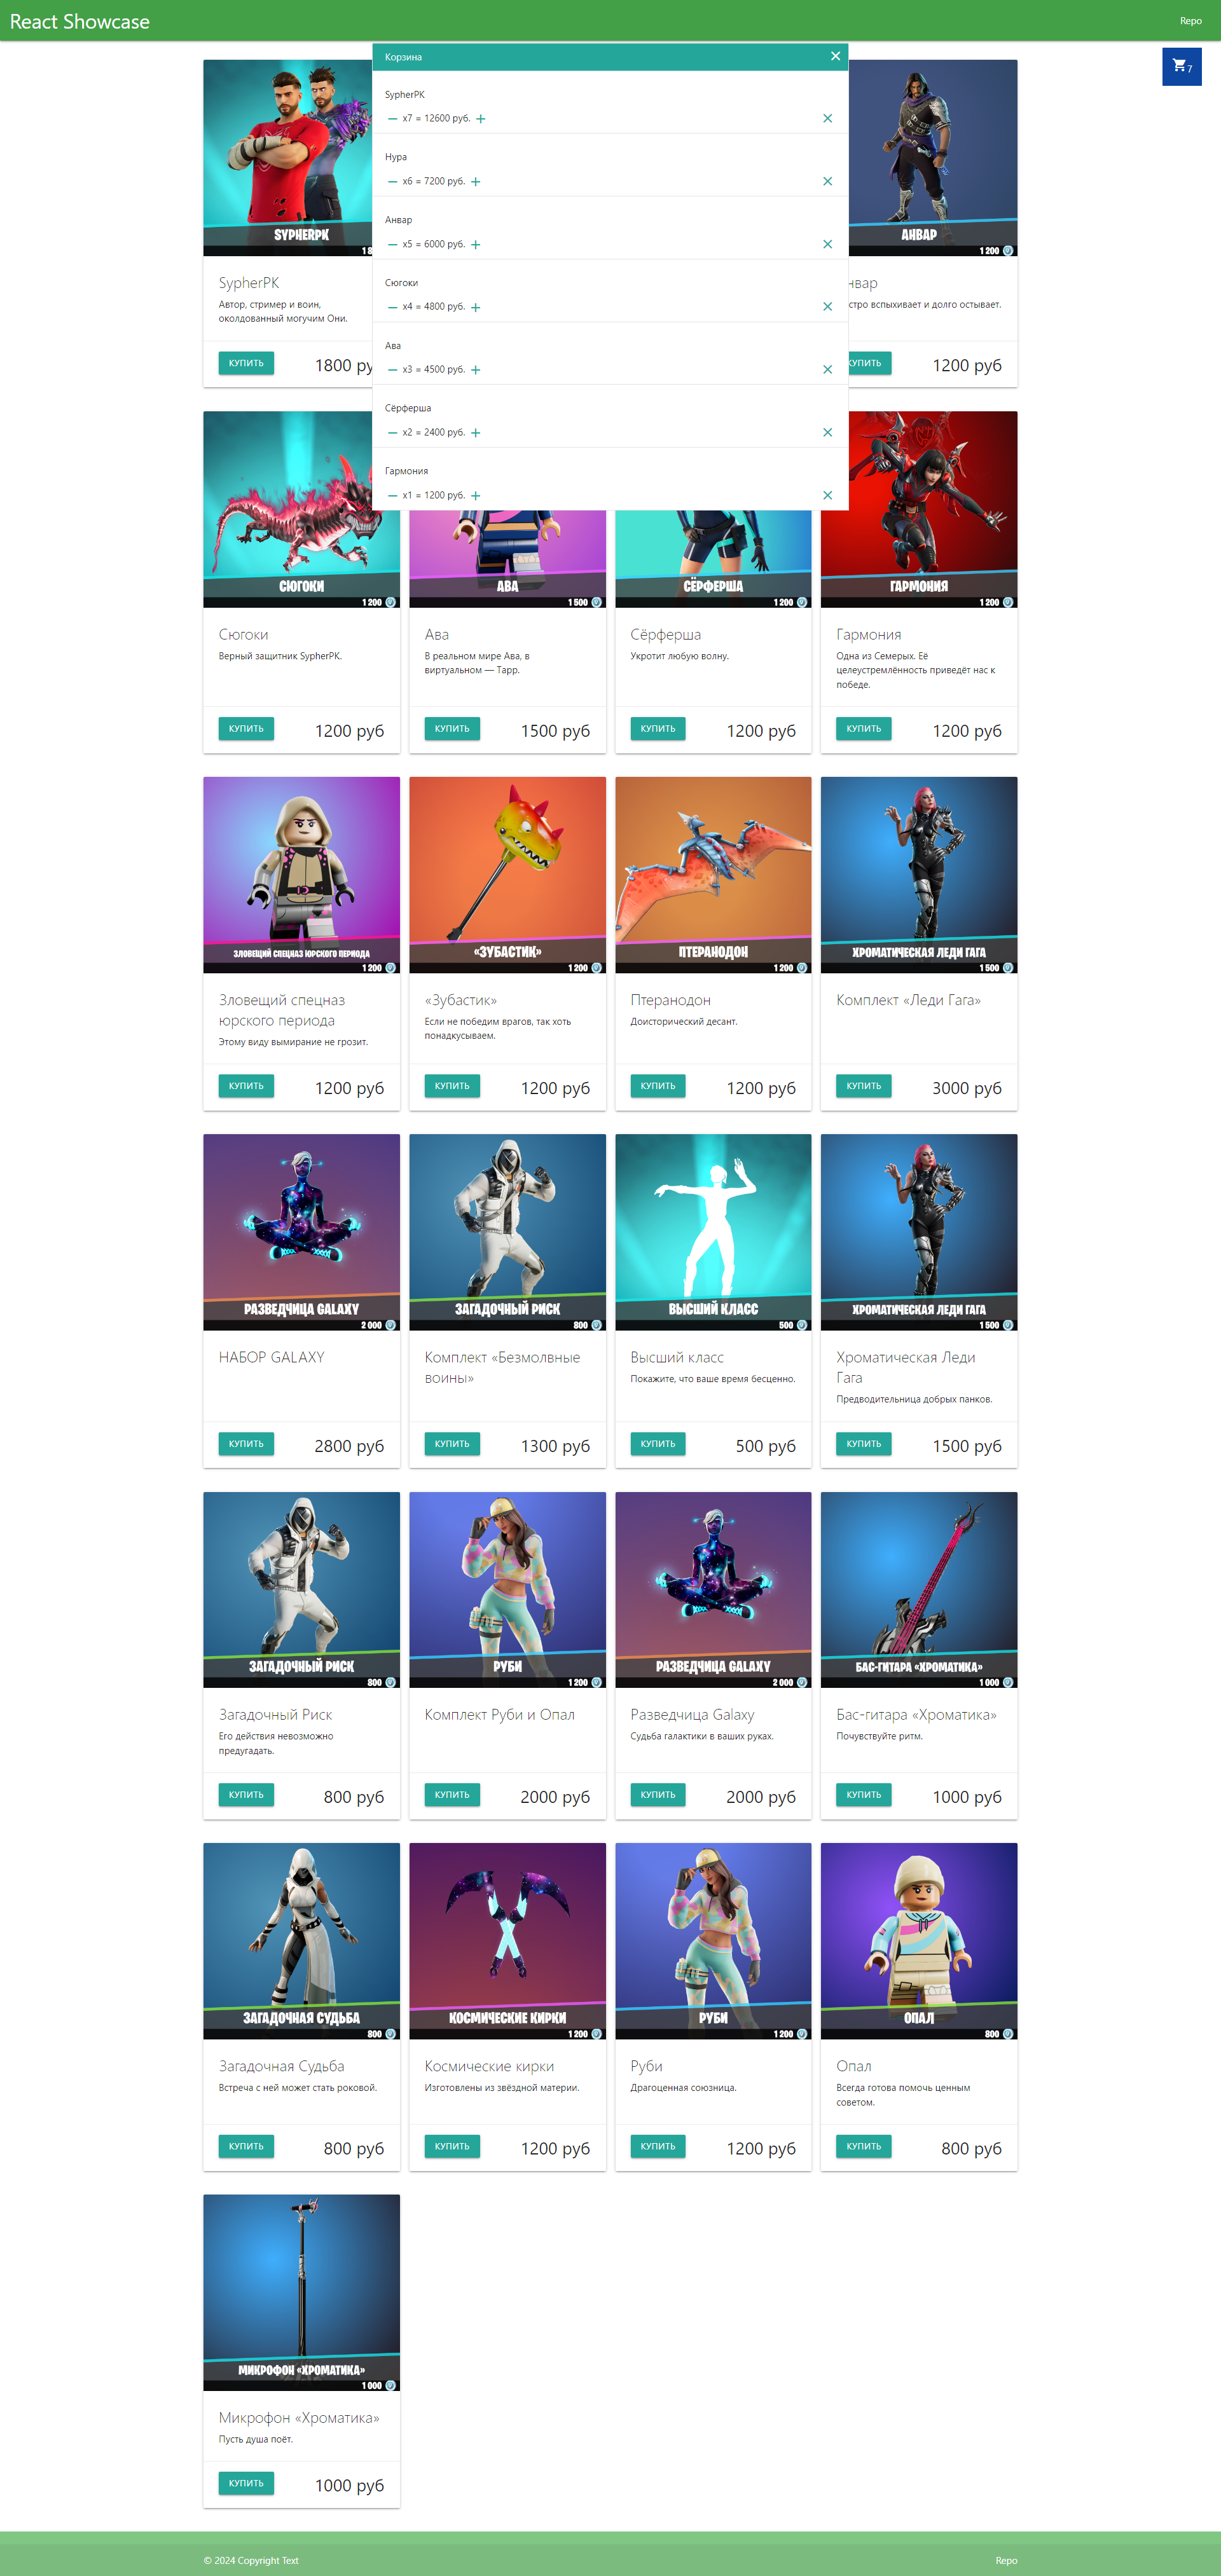 React Showcase
Repo
7
Корзина
SypherPK
x7 = 12600 руб.
Нура
x6 = 7200 руб.
Анвар
x5 = 6000 руб.
Сюгоки
x4 = 4800 руб.
Ава
x3 = 4500 руб.
Сёрферша
x2 = 2400 руб.
Гармония
x1 = 1200 руб.
SYPHERPK
АНВАР
1 200
SypherPK
Автор, стример и воин,
околдованный могучим Они.
КУПИТЬ
1800
остывает.
КУПИТЬ
1200 руб
СЮГОКИ
1 200
Сюгоки
Верный защитник SypherPK.
КУПИТЬ
1200 руб
АВА
1 500
Ава
В реальном мире Ава, в
виртуальном — Тарр.
КУПИТЬ
1500 руб
СЁРФЕРША
1 200
Сёрферша
Укротит любую волну.
КУПИТЬ
1200 руб
ГАРМОНИЯ
1 200
Гармония
Одна из Семерых. Её
целеустремлённость приведёт нас к
победе.
КУПИТЬ
1200 руб
ЗЛОВЕЩИЙ СПЕЦНАЗ ЮРСКОГО ПЕРИОДА
1 200
Зловещий спецназ
юрского периода
Этому виду вымирание не грозит.
КУПИТЬ
1200 руб
«ЗУБАСТИК»
1 200
«Зубастик»
Если не победим врагов, так хоть
понадкусываем.
КУПИТЬ
1200 руб
ПТЕРАНОДОН
1 200
Птеранодон
Доисторический десант.
КУПИТЬ
1200 руб
ХРОМАТИЧЕСКАЯ ЛЕДИ ГАГА
1 500
Комплект «Леди Гага»
КУПИТЬ
3000 руб
РАЗВЕДЧИЦА GALAXY
2 000
НАБОР GALAXY
КУПИТЬ
2800 руб
ЗАГАДОЧНЫЙ РИСК
800
Комплект «Безмолвные
воины»
КУПИТЬ
1300 руб
ВЫСШИЙ КЛАСС
500
Высший класс
Покажите, что ваше время бесценно.
КУПИТЬ
500 руб
ХРОМАТИЧЕСКАЯ ЛЕДИ ГАГА
1 500
Хроматическая Леди
Гага
Предводительница добрых панков.
КУПИТЬ
1500 руб
ЗАГАДОЧНЫЙ РИСК
800
Загадочный Риск
Его действия невозможно
предугадать.
КУПИТЬ
800 руб
РУБИ
1 200
Комплект Руби и Опал
КУПИТЬ
2000 руб
РАЗВЕДЧИЦА GALAXY
2 000
Разведчица Galaxy
Судьба галактики в ваших руках.
КУПИТЬ
2000 руб
БАС-ГИТАРА «ХРОМАТИКА»
1 000
Бас-гитара «Хроматика»
Почувствуйте ритм.
КУПИТЬ
1000 руб
ЗАГАДОЧНАЯ СУДЬБА
800
Загадочная Судьба
Встреча с ней может стать роковой.
КУПИТЬ
800 руб
КОСМИЧЕСКИЕ КИРКИ
1 200
Космические кирки
Изготовлены из звёздной материи.
КУПИТЬ
1200 руб
РУБИ
1 200
Руби
Драгоценная союзница.
КУПИТЬ
1200 руб
ОПАЛ
800
Опал
Всегда готова помочь ценным
советом.
КУПИТЬ
800 руб
МИКРОФОН «ХРОМАТИКА»
1 000
Микрофон «Хроматика»
Пусть душа поёт.
КУПИТЬ
1000 руб
© 2024 Copyright Text
Repo